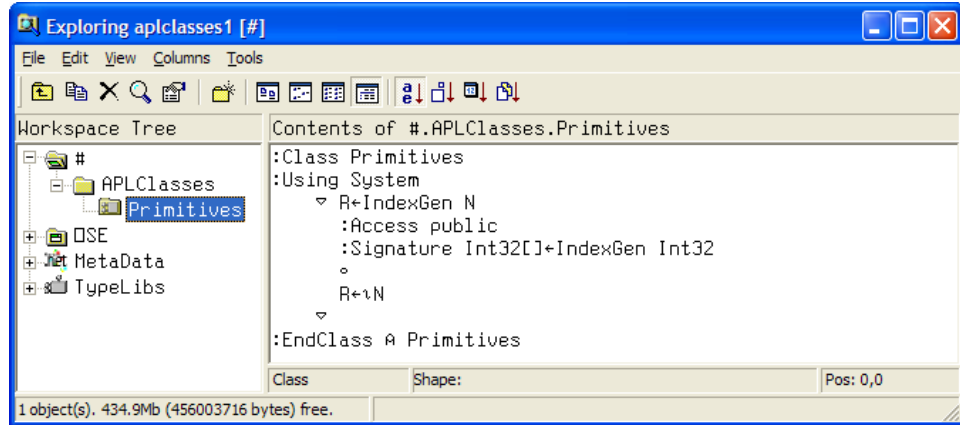 Exploring aplclasses1 [#]
File Edit View Columns Tools
Workspace Tree
Contents of #.APLClasses.Primitives
#
APLClasses
Primitives
⎕SE
MetaData
TypeLibs
:Class Primitives
:Using System
∇ R←IndexGen N
:Access public
:Signature Int32[]←IndexGen Int32
∘
R←⍳N
∇
:EndClass ⍝ Primitives
Class Shape: Pos: 0,0
1 object(s). 434.9Mb (456003716 bytes) free.